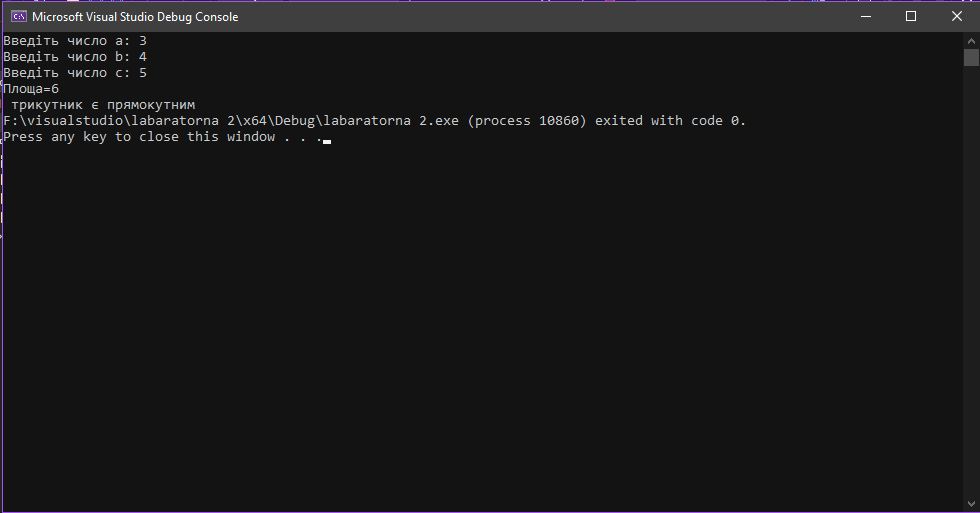 Microsoft Visual Studio Debug Console
Введіть число a: 3
Введіть число b: 4
Введіть число c: 5
Площа=6
трикутник є прямокутним
F:\visualstudio\labaratorna 2\x64\Debug\labaratorna 2.exe (process 10860) exited with code 0.
Press any key to close this window . . .